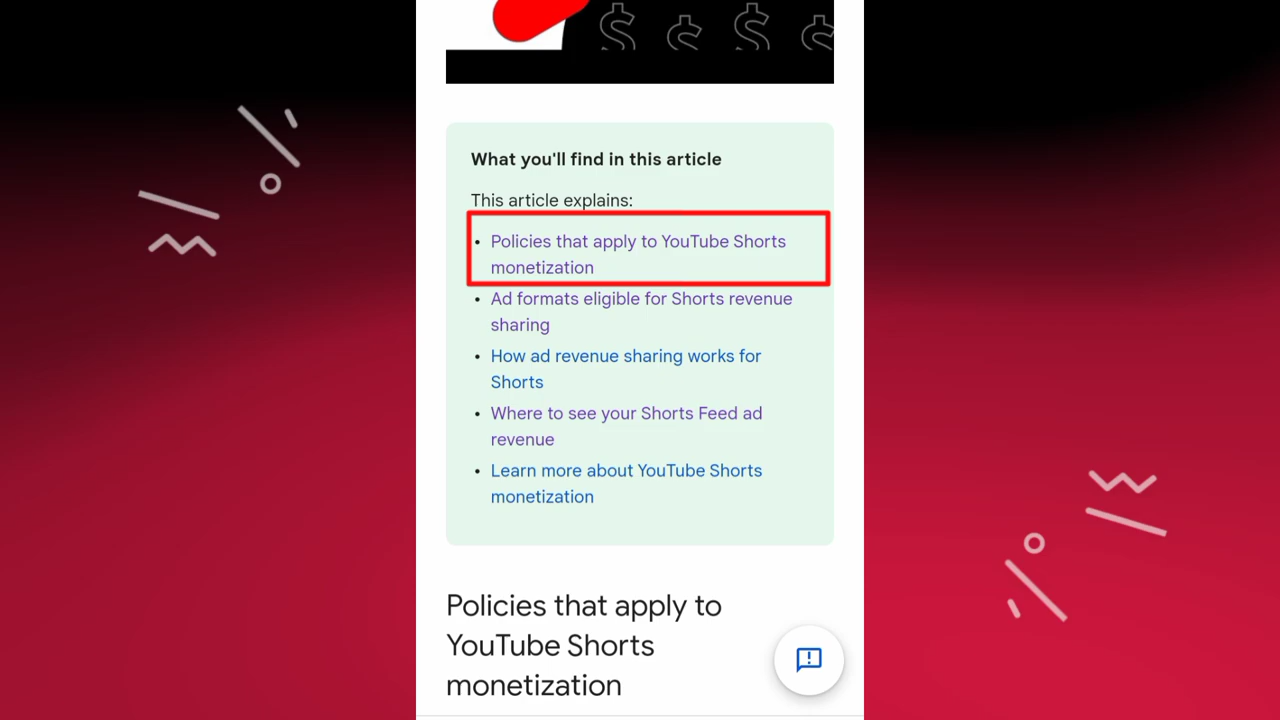 What you'll find in this article
This article explains:
• Policies that apply to YouTube Shorts
monetization
• Ad formats eligible for Shorts revenue
sharing
• How ad revenue sharing works for
Shorts
• Where to see your Shorts Feed ad
revenue
• Learn more about YouTube Shorts
monetization
Policies that apply to
YouTube Shorts
monetization